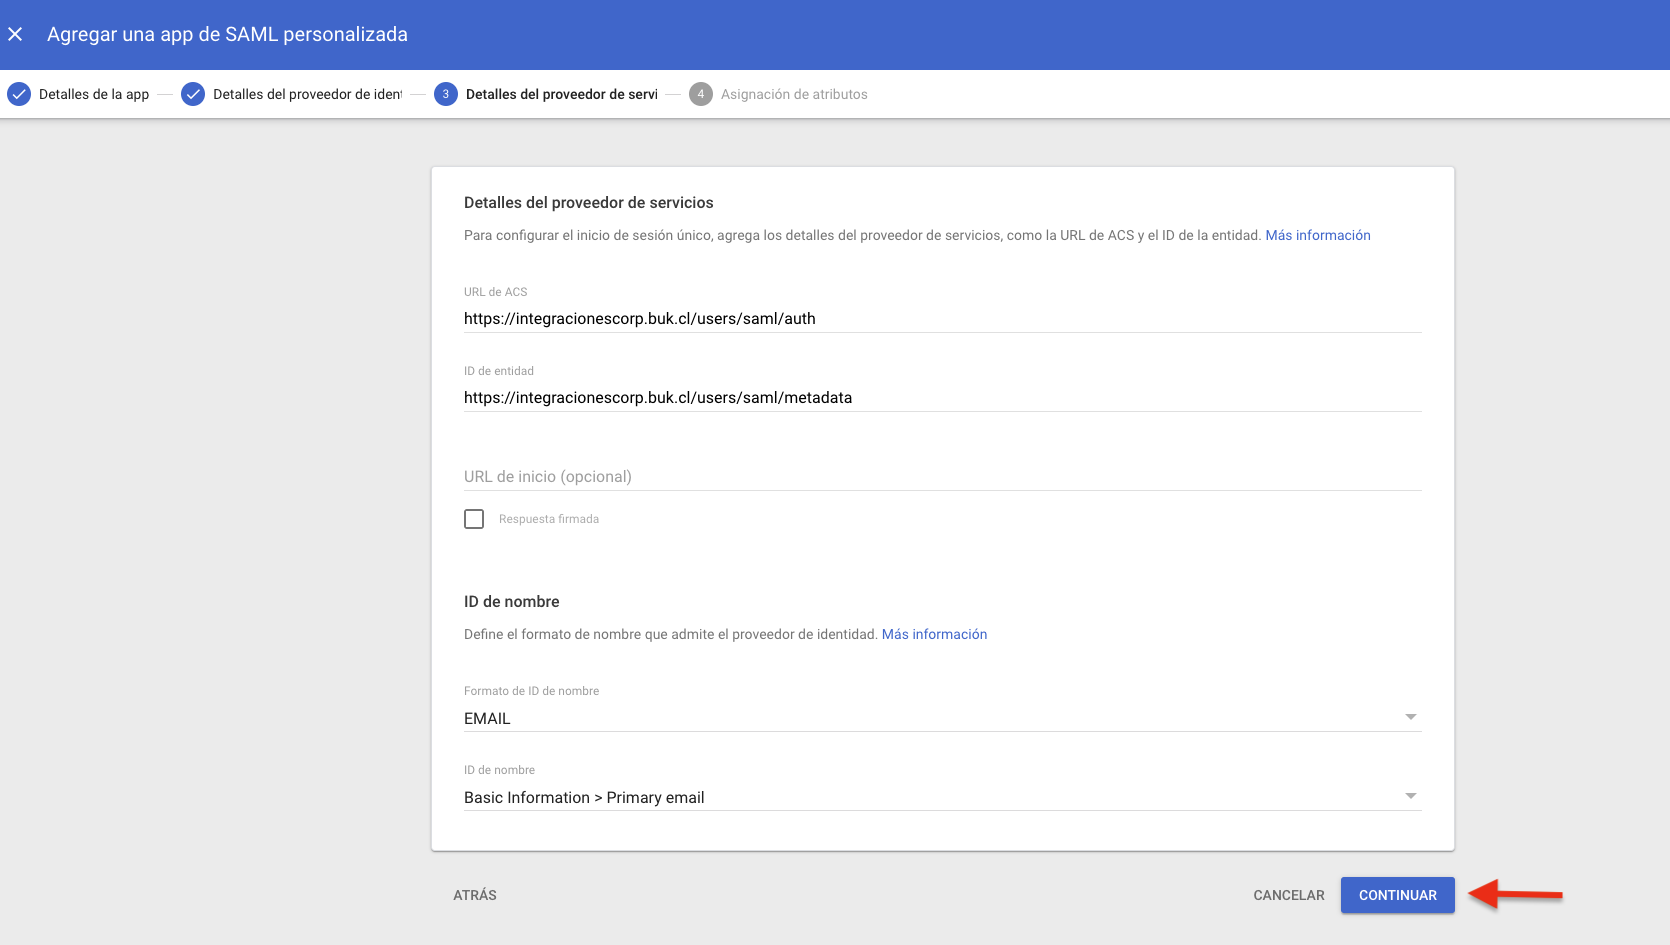 Agregar una app de SAML personalizada
Detalles de la app
Detalles del proveedor de ident
3 Detalles del proveedor de servi
4 Asignación de atributos
Detalles del proveedor de servicios
Para configurar el inicio de sesión único, agrega los detalles del proveedor de servicios, como la URL de ACS y el ID de la entidad. Más información
URL de ACS
https://integracionescorp.buk.cl/users/saml/auth
ID de entidad
https://integracionescorp.buk.cl/users/saml/metadata
URL de inicio (opcional)
Respuesta firmada
ID de nombre
Define el formato de nombre que admite el proveedor de identidad. Más información
Formato de ID de nombre
EMAIL
ID de nombre
Basic Information > Primary email
ATRÁS
CANCELAR
CONTINUAR